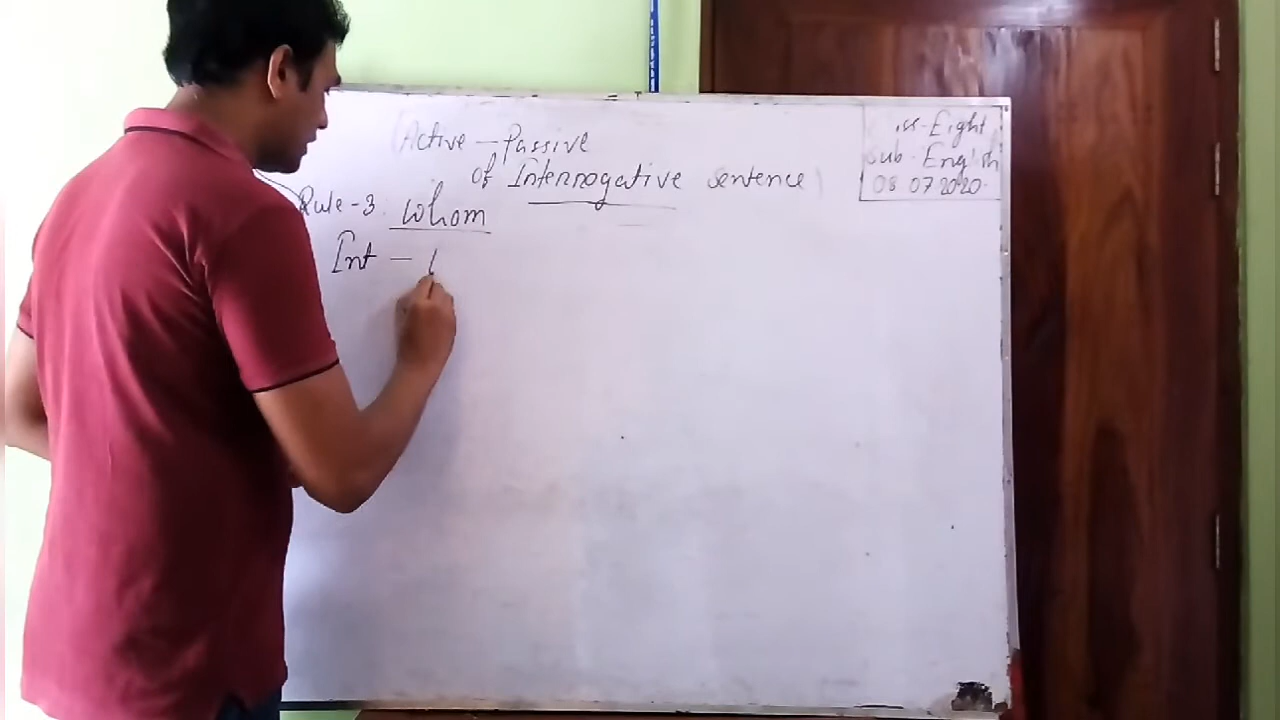 (Active - Passive
of Interrogative sentence)
Eight
Sub - English
08 07 2020
Rule-3. Whom
Int -